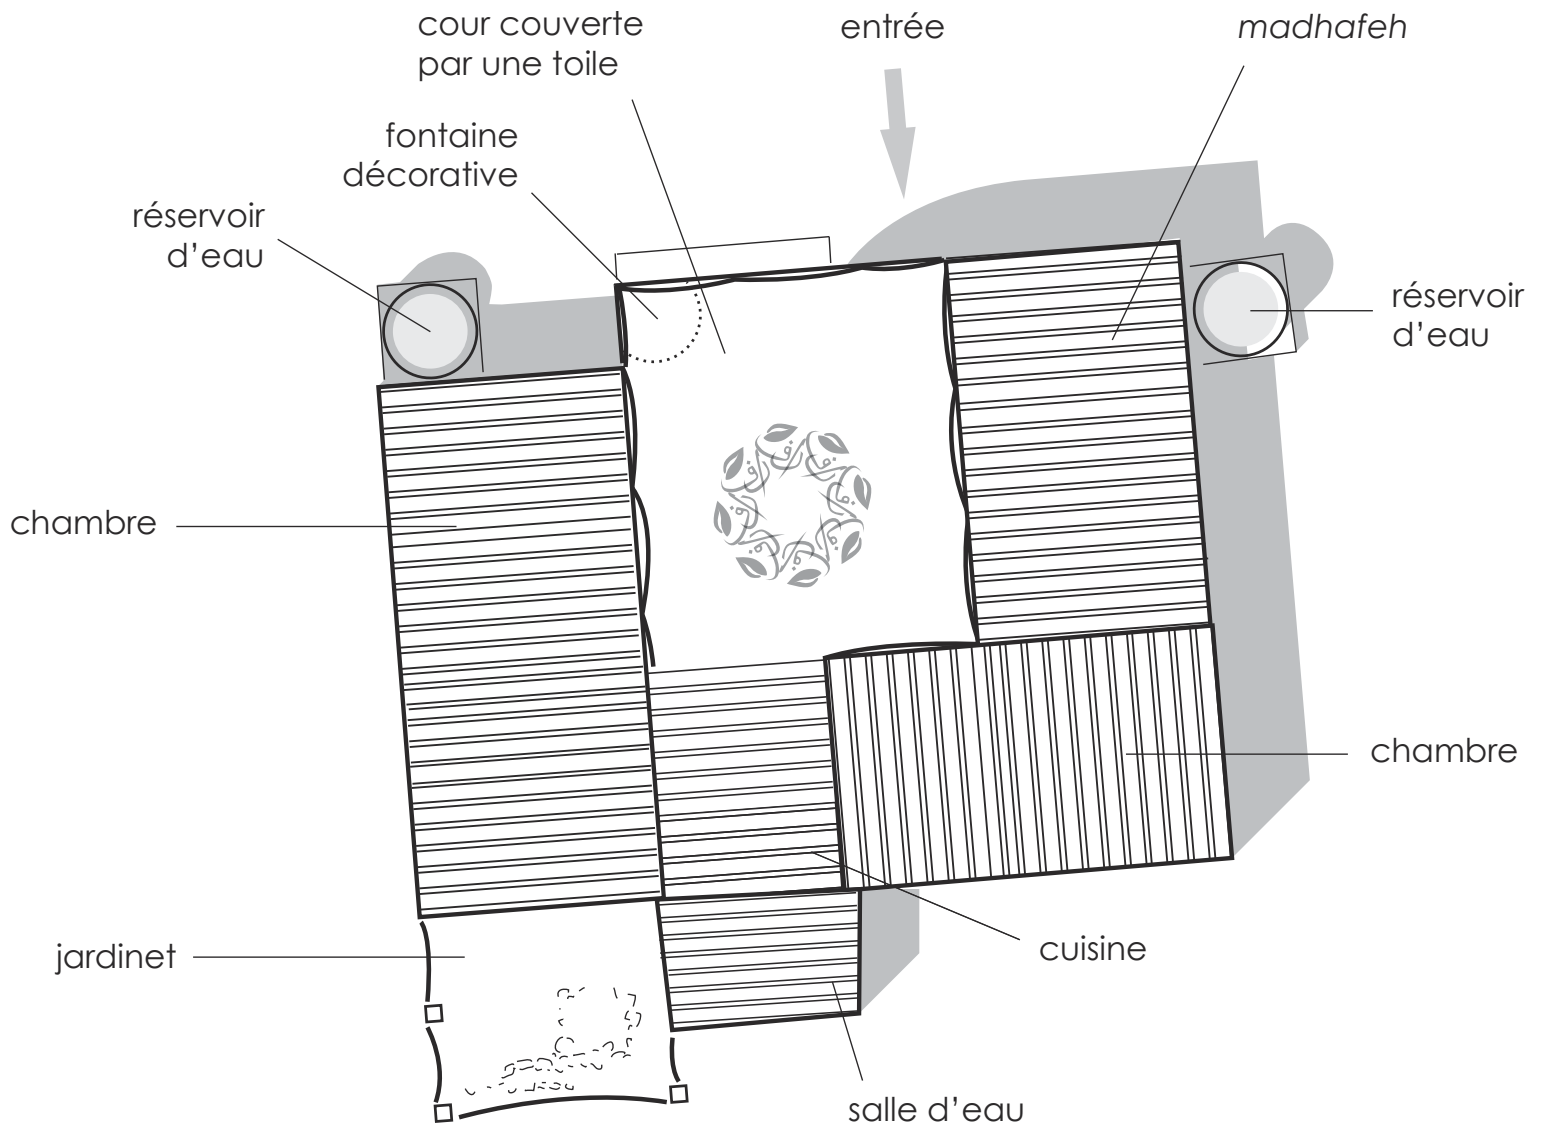 cour couverte
par une toile
entrée
madhafeh
fontaine
décorative
réservoir
d’eau
réservoir
d’eau
chambre
chambre
jardinet
cuisine
salle d’eau